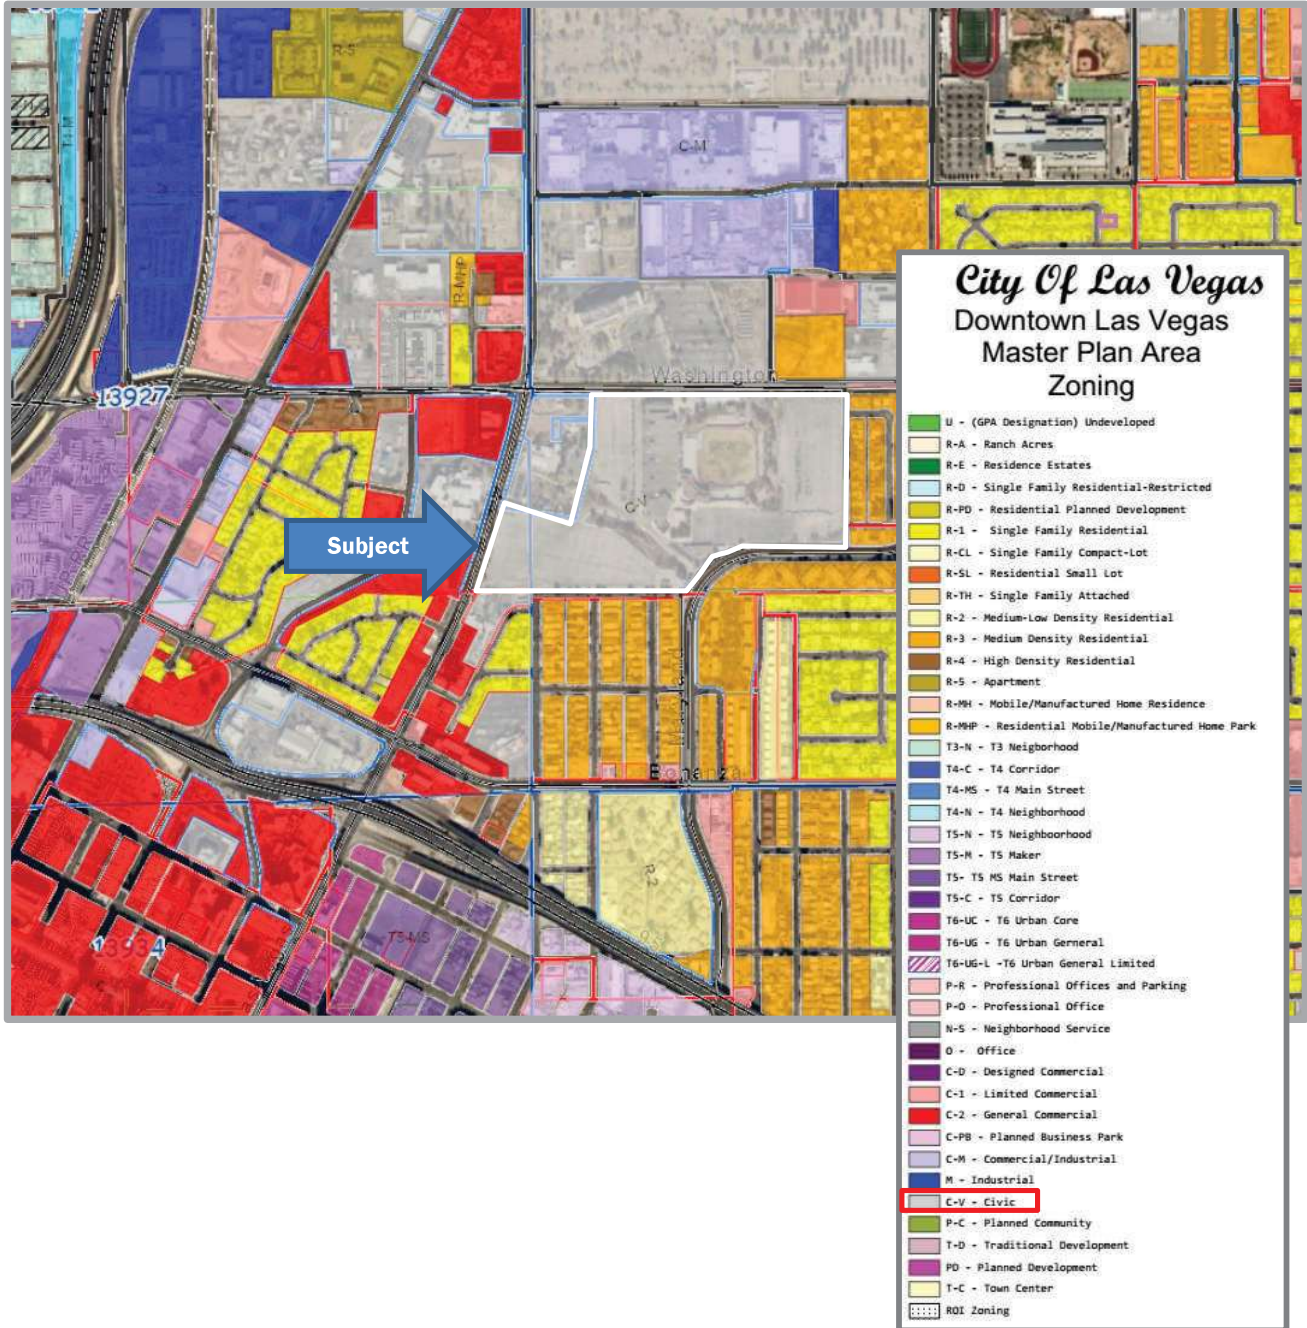 R-5
T4-M
C-M
R-MHP
Washington
13927
C-V
Subject
Maryland
Bonanza
R-2
T5-MS
13934
City Of Las Vegas
Downtown Las Vegas
Master Plan Area
Zoning
U - (GPA Designation) Undeveloped
R-A - Ranch Acres
R-E - Residence Estates
R-D - Single Family Residential-Restricted
R-PD - Residential Planned Development
R-1 - Single Family Residential
R-CL - Single Family Compact-Lot
R-SL - Residential Small Lot
R-TH - Single Family Attached
R-2 - Medium-Low Density Residential
R-3 - Medium Density Residential
R-4 - High Density Residential
R-5 - Apartment
R-MH - Mobile/Manufactured Home Residence
R-MHP - Residential Mobile/Manufactured Home Park
T3-N - T3 Neigborhood
T4-C - T4 Corridor
T4-MS - T4 Main Street
T4-N - T4 Neighborhood
T5-N - T5 Neighboorhood
T5-M - T5 Maker
T5- T5 MS Main Street
T5-C - T5 Corridor
T6-UC - T6 Urban Core
T6-UG - T6 Urban Gerneral
T6-UG-L -T6 Urban General Limited
P-R - Professional Offices and Parking
P-O - Professional Office
N-S - Neighborhood Service
O - Office
C-D - Designed Commercial
C-1 - Limited Commercial
C-2 - General Commercial
C-PB - Planned Business Park
C-M - Commercial/Industrial
M - Industrial
C-V - Civic
P-C - Planned Community
T-D - Traditional Development
PD - Planned Development
T-C - Town Center
ROI Zoning